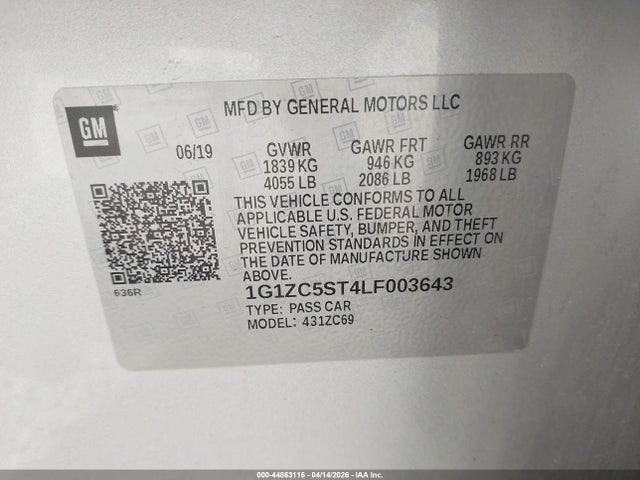 GM
MFD BY GENERAL MOTORS LLC
06/19 GVWR GAWR FRT GAWR RR
1839 KG 946 KG 893 KG
4055 LB 2086 LB 1968 LB
THIS VEHICLE CONFORMS TO ALL
APPLICABLE U.S. FEDERAL MOTOR
VEHICLE SAFETY, BUMPER, AND THEFT
PREVENTION STANDARDS IN EFFECT ON
THE DATE OF MANUFACTURE SHOWN
ABOVE.
636R
1G1ZC5ST4LF003643
TYPE: PASS CAR
MODEL: 431ZC69
000-44863116 - 04/14/2026 - IAA Inc.